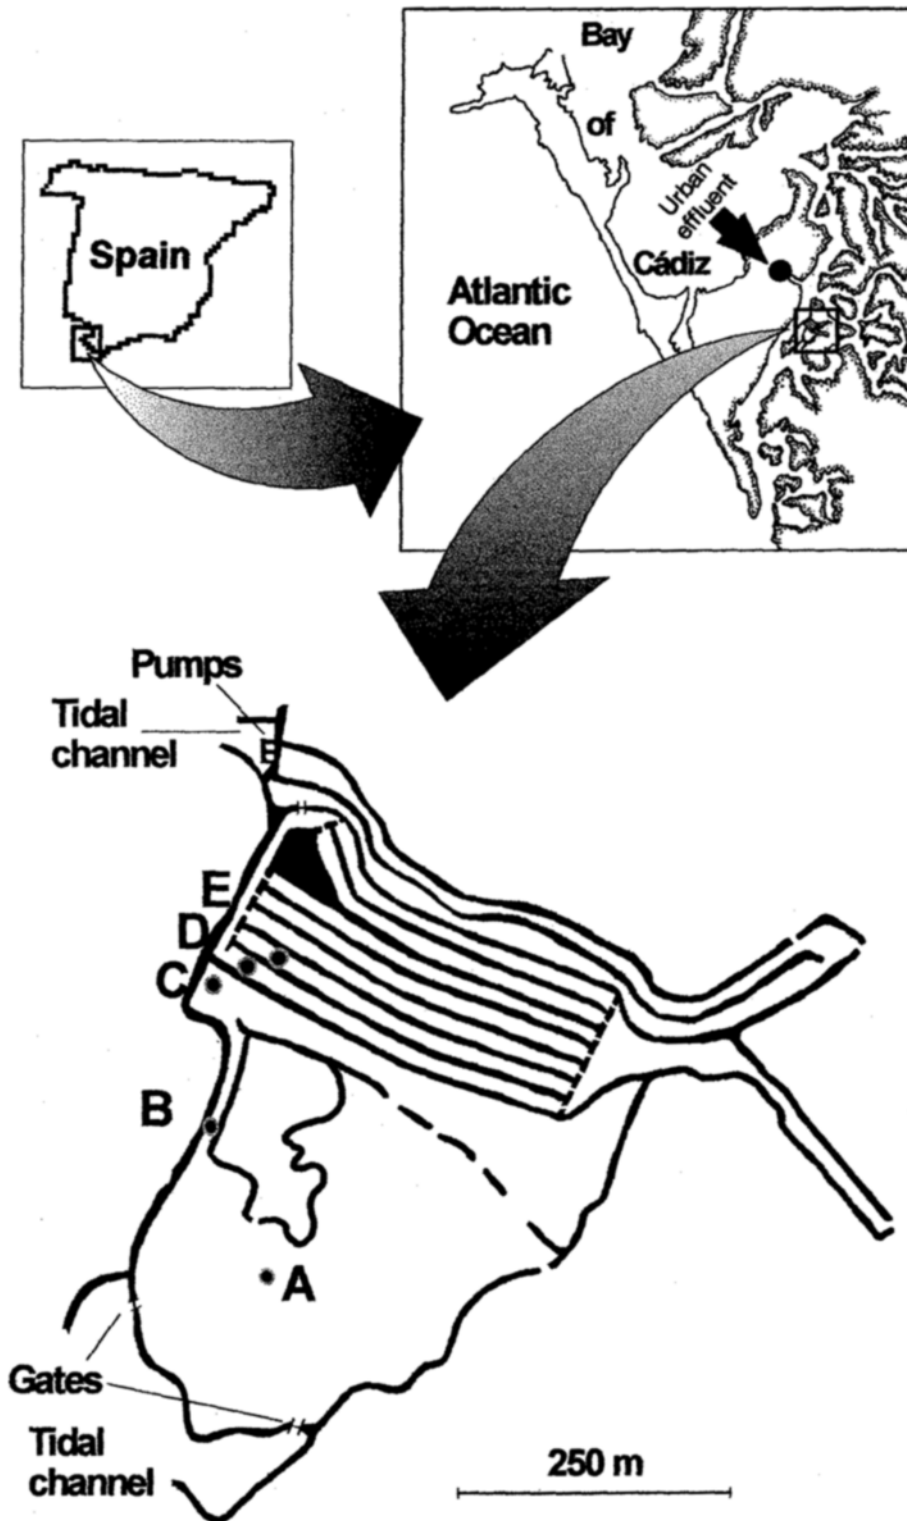 Bay
of
Cádiz
Urban
effluent
Spain
Atlantic
Ocean
Pumps
Tidal
channel
E
D
C
B
A
Gates
Tidal
channel
250 m